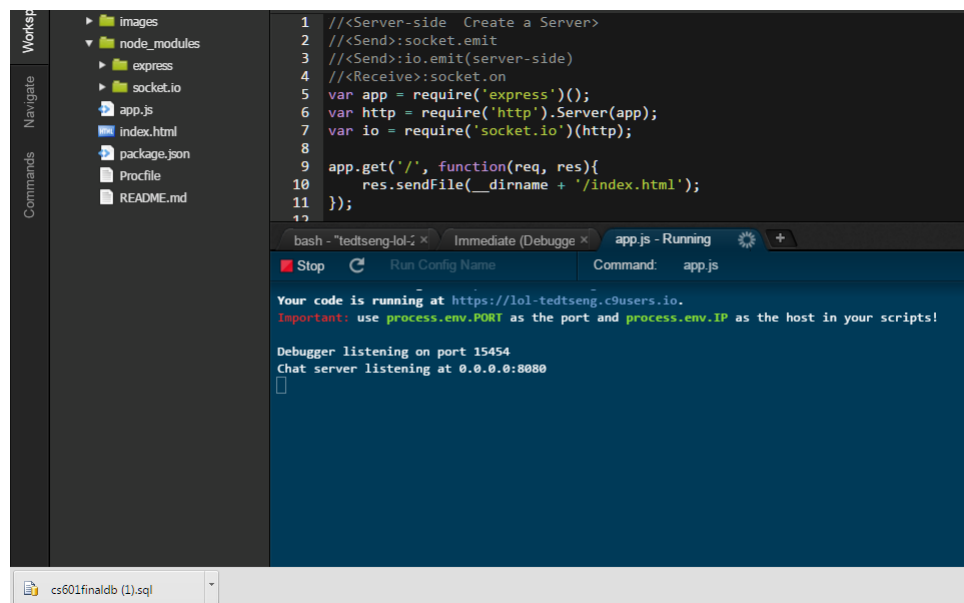 Worksp
Navigate
Commands
images
node_modules
express
socket.io
app.js
index.html
package.json
Procfile
README.md
1 //<Server-side  Create a Server>
2 //<Send>:socket.emit
3 //<Send>:io.emit(server-side)
4 //<Receive>:socket.on
5 var app = require('express')();
6 var http = require('http').Server(app);
7 var io = require('socket.io')(http);
8
9 app.get('/', function(req, res){
10     res.sendFile(__dirname + '/index.html');
11 });
12
bash - "tedtseng-lol-2 × Immediate (Debugge × app.js - Running +
Stop Run Config Name Command: app.js
Your code is running at https://lol-tedtseng.c9users.io.
Important: use process.env.PORT as the port and process.env.IP as the host in your scripts!
Debugger listening on port 15454
Chat server listening at 0.0.0.0:8080
cs601finaldb (1).sql